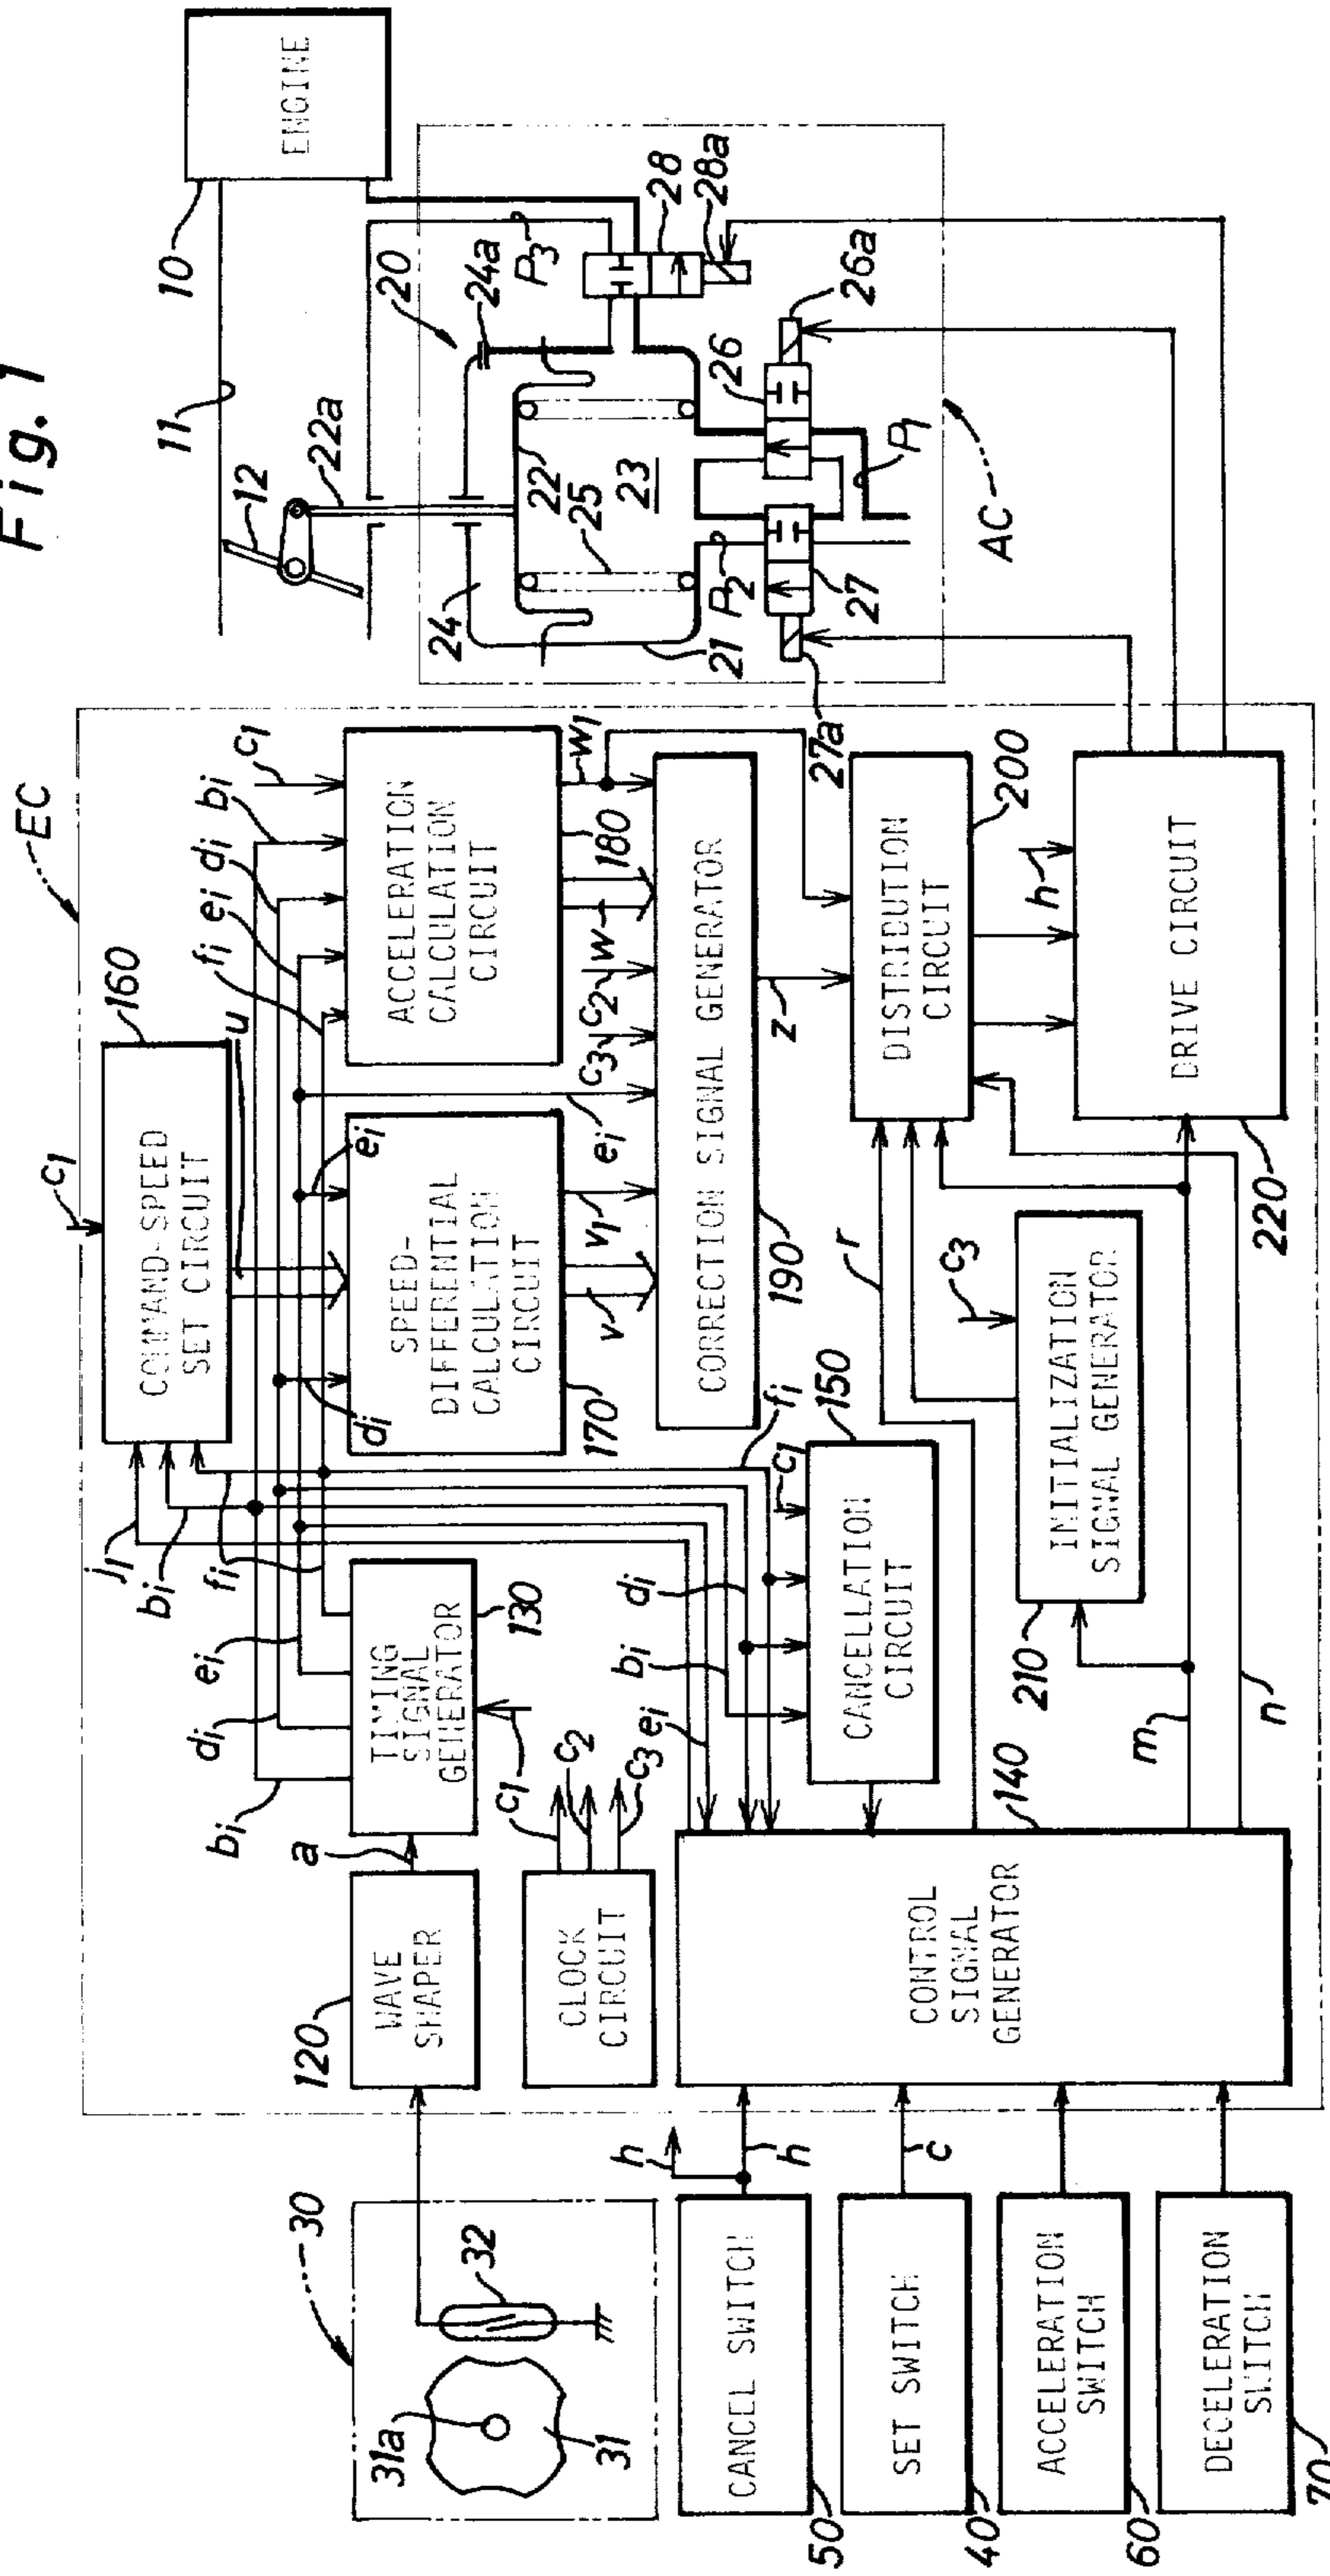 Fig. 1
EC
C1
160
COMMAND-SPEED
SET CIRCUIT
u
fi
ei
di
bi
C1
j1
bi
fi
ei
di
bi
a
120
WAVE
SHAPER
TIMING
SIGNAL
GENERATOR
130
C1
CLOCK
CIRCUIT
C1
C2
C3
di
ei
SPEED-
DIFFERENTIAL
CALCULATION
CIRCUIT
170
v
v1
ei
ACCELERATION
CALCULATION
CIRCUIT
180
w1
w
C2
C3
CORRECTION SIGNAL GENERATOR
190
z
fi
di
bi
ei
C1
150
CANCELLATION
CIRCUIT
r
DISTRIBUTION
CIRCUIT
200
C3
INITIALIZATION
SIGNAL GENERATOR
210
h
DRIVE CIRCUIT
220
m
n
CONTROL
SIGNAL
GENERATOR
140
30
31a
31
32
h
h
c
CANCEL SWITCH
50
SET SWITCH
40
ACCELERATION
SWITCH
60
DECELERATION
SWITCH
70
10
ENGINE
11
12
22a
20
24a
24
P3
22
25
23
21
28
28a
26
26a
P1
P2
27
27a
AC